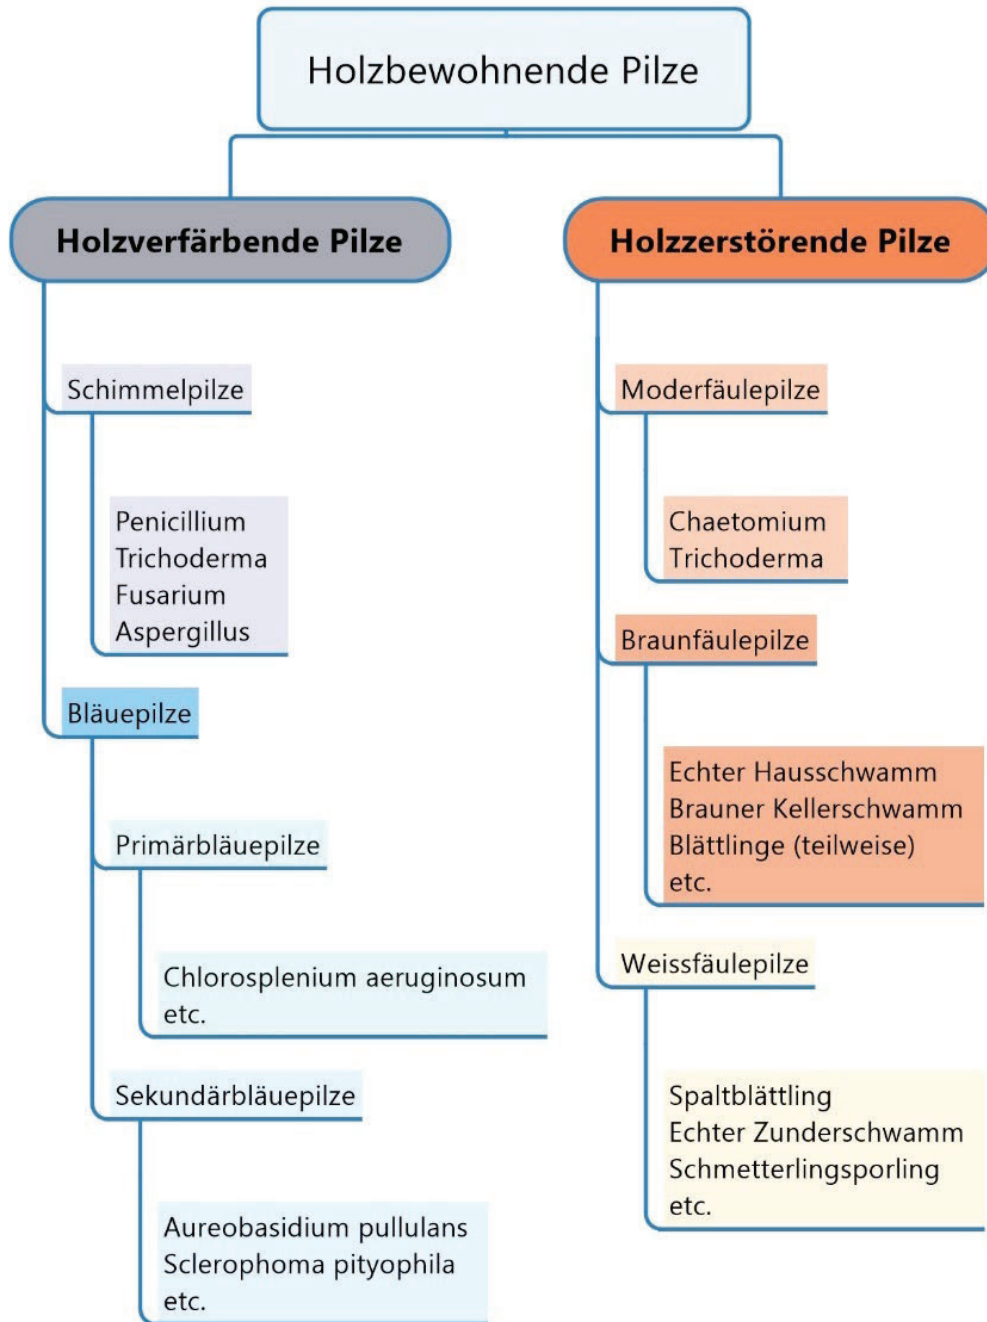 Holzbewohnende Pilze
Holzverfärbende Pilze
Schimmelpilze
Penicillium
Trichoderma
Fusarium
Aspergillus
Bläuepilze
Primärbläuepilze
Chlorosplenium aeruginosum
etc.
Sekundärbläuepilze
Aureobasidium pullulans
Sclerophoma pityophila
etc.
Holzzerstörende Pilze
Moderfäulepilze
Chaetomium
Trichoderma
Braunfäulepilze
Echter Hausschwamm
Brauner Kellerschwamm
Blättlinge (teilweise)
etc.
Weissfäulepilze
Spaltblättling
Echter Zunderschwamm
Schmetterlingsporling
etc.